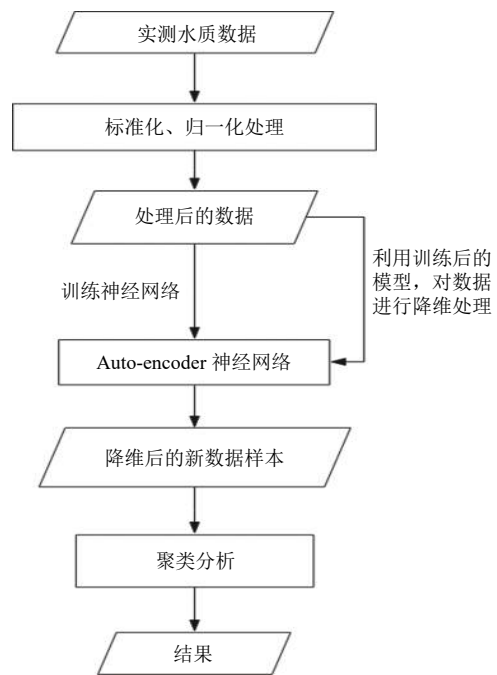 实测水质数据
标准化、归一化处理
处理后的数据
训练神经网络
利用训练后的
模型，对数据
进行降维处理
Auto-encoder 神经网络
降维后的新数据样本
聚类分析
结果